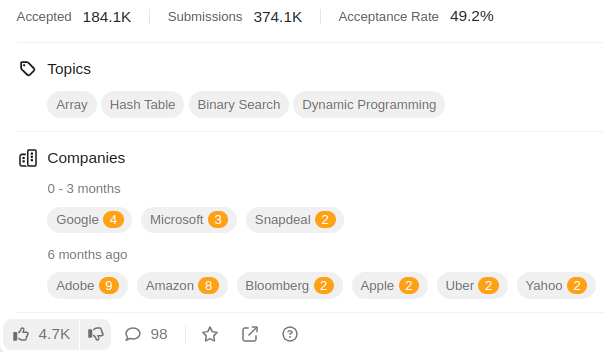 Accepted 184.1K Submissions 374.1K Acceptance Rate 49.2%
Topics
Array Hash Table Binary Search Dynamic Programming
Companies
0 - 3 months
Google 4 Microsoft 3 Snapdeal 2
6 months ago
Adobe 9 Amazon 8 Bloomberg 2 Apple 2 Uber 2 Yahoo 2
4.7K 98